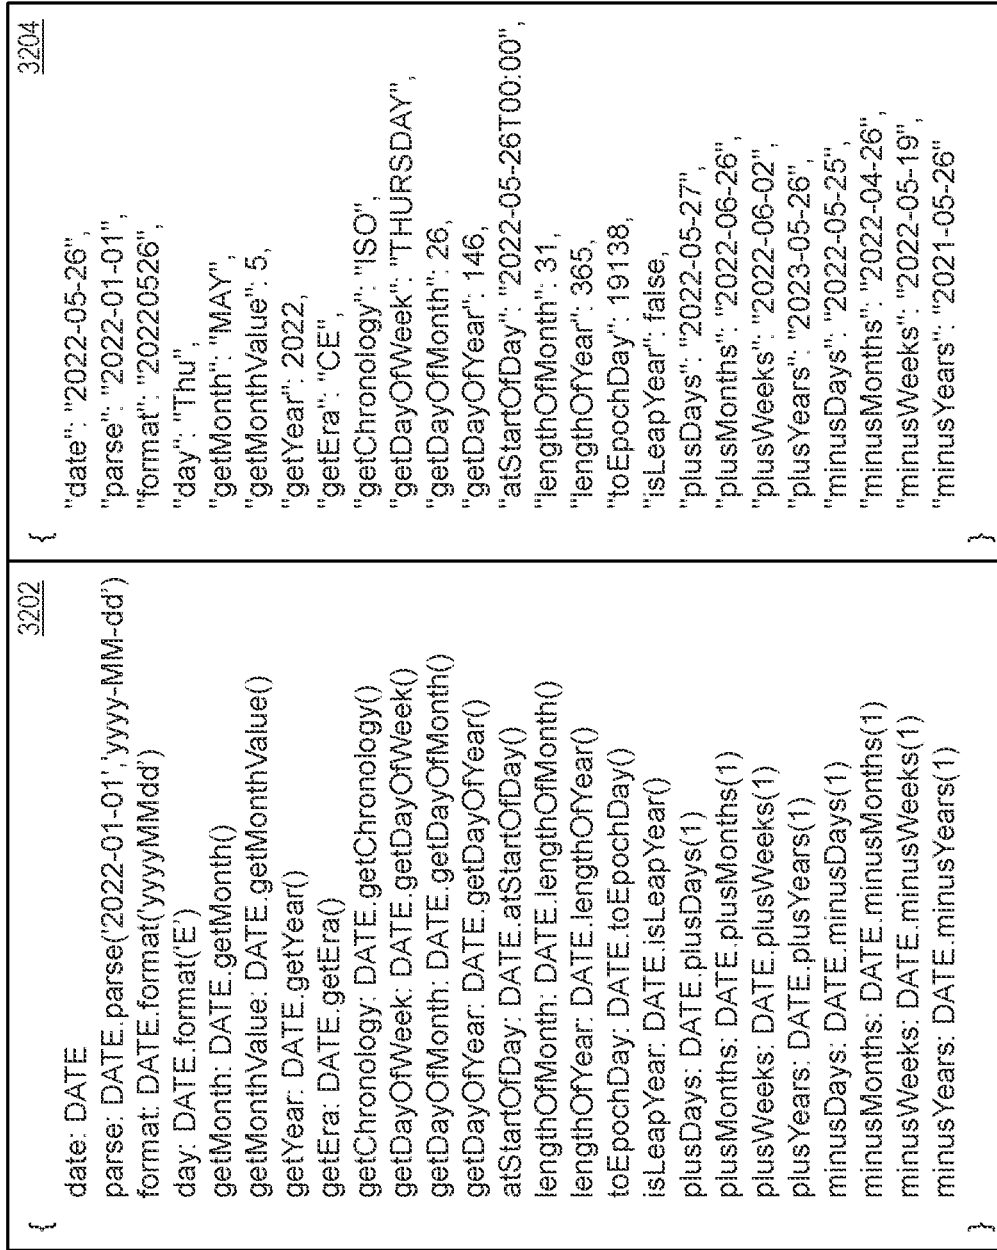 3202
{
date: DATE
parse: DATE.parse('2022-01-01','yyyy-MM-dd')
format: DATE.format('yyyyMMdd')
day: DATE.format('E')
getMonth: DATE.getMonth()
getMonthValue: DATE.getMonthValue()
getYear: DATE.getYear()
getEra: DATE.getEra()
getChronology: DATE.getChronology()
getDayOfWeek: DATE.getDayOfWeek()
getDayOfMonth: DATE.getDayOfMonth()
getDayOfYear: DATE.getDayOfYear()
atStartOfDay: DATE.atStartOfDay()
lengthOfMonth: DATE.lengthOfMonth()
lengthOfYear: DATE.lengthOfYear()
toEpochDay: DATE.toEpochDay()
isLeapYear: DATE.isLeapYear()
plusDays: DATE.plusDays(1)
plusMonths: DATE.plusMonths(1)
plusWeeks: DATE.plusWeeks(1)
plusYears: DATE.plusYears(1)
minusDays: DATE.minusDays(1)
minusMonths: DATE.minusMonths(1)
minusWeeks: DATE.minusWeeks(1)
minusYears: DATE.minusYears(1)
}
3204
{
"date": "2022-05-26",
"parse": "2022-01-01",
"format": "20220526",
"day": "Thu",
"getMonth": "MAY",
"getMonthValue": 5,
"getYear": 2022,
"getEra": "CE",
"getChronology": "ISO",
"getDayOfWeek": "THURSDAY",
"getDayOfMonth": 26,
"getDayOfYear": 146,
"atStartOfDay": "2022-05-26T00:00",
"lengthOfMonth": 31,
"lengthOfYear": 365,
"toEpochDay": 19138,
"isLeapYear": false,
"plusDays": "2022-05-27",
"plusMonths": "2022-06-26",
"plusWeeks": "2022-06-02",
"plusYears": "2023-05-26",
"minusDays": "2022-05-25",
"minusMonths": "2022-04-26",
"minusWeeks": "2022-05-19",
"minusYears": "2021-05-26"
}